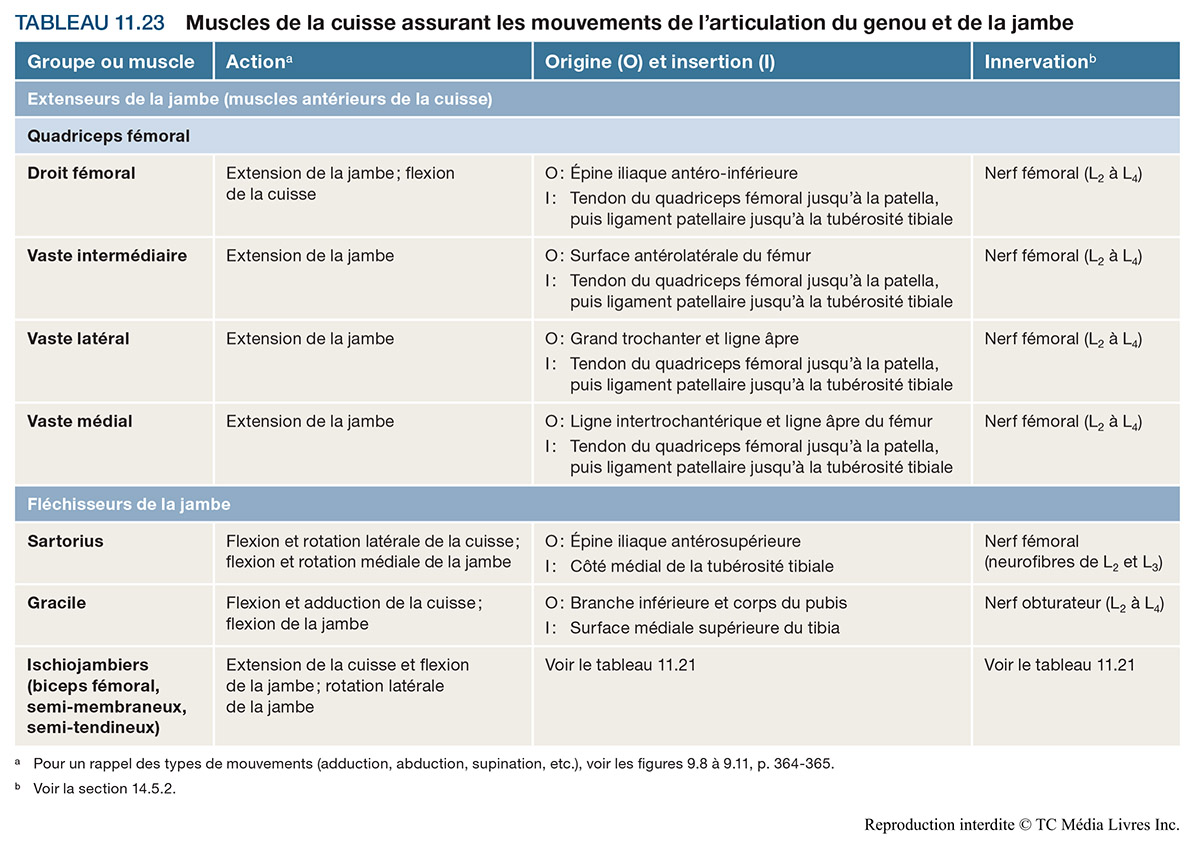 TABLEAU 11.23 Muscles de la cuisse assurant les mouvements de l’articulation du genou et de la jambe
Groupe ou muscle
Actionᵃ
Origine (O) et insertion (I)
Innervationᵇ
Extenseurs de la jambe (muscles antérieurs de la cuisse)
Quadriceps fémoral
Droit fémoral
Extension de la jambe ; flexion
de la cuisse
O : Épine iliaque antéro-inférieure
I : Tendon du quadriceps fémoral jusqu’à la patella,
puis ligament patellaire jusqu’à la tubérosité tibiale
Nerf fémoral (L₂ à L₄)
Vaste intermédiaire
Extension de la jambe
O : Surface antérolatérale du fémur
I : Tendon du quadriceps fémoral jusqu’à la patella,
puis ligament patellaire jusqu’à la tubérosité tibiale
Nerf fémoral (L₂ à L₄)
Vaste latéral
Extension de la jambe
O : Grand trochanter et ligne âpre
I : Tendon du quadriceps fémoral jusqu’à la patella,
puis ligament patellaire jusqu’à la tubérosité tibiale
Nerf fémoral (L₂ à L₄)
Vaste médial
Extension de la jambe
O : Ligne intertrochantérique et ligne âpre du fémur
I : Tendon du quadriceps fémoral jusqu’à la patella,
puis ligament patellaire jusqu’à la tubérosité tibiale
Nerf fémoral (L₂ à L₄)
Fléchisseurs de la jambe
Sartorius
Flexion et rotation latérale de la cuisse ;
flexion et rotation médiale de la jambe
O : Épine iliaque antérosupérieure
I : Côté médial de la tubérosité tibiale
Nerf fémoral
(neurofibres de L₂ et L₃)
Gracile
Flexion et adduction de la cuisse ;
flexion de la jambe
O : Branche inférieure et corps du pubis
I : Surface médiale supérieure du tibia
Nerf obturateur (L₂ à L₄)
Ischiojambiers
(biceps fémoral,
semi-membraneux,
semi-tendineux)
Extension de la cuisse et flexion
de la jambe ; rotation latérale
de la jambe
Voir le tableau 11.21
Voir le tableau 11.21
ᵃ Pour un rappel des types de mouvements (adduction, abduction, supination, etc.), voir les figures 9.8 à 9.11, p. 364-365.
ᵇ Voir la section 14.5.2.
Reproduction interdite © TC Média Livres Inc.